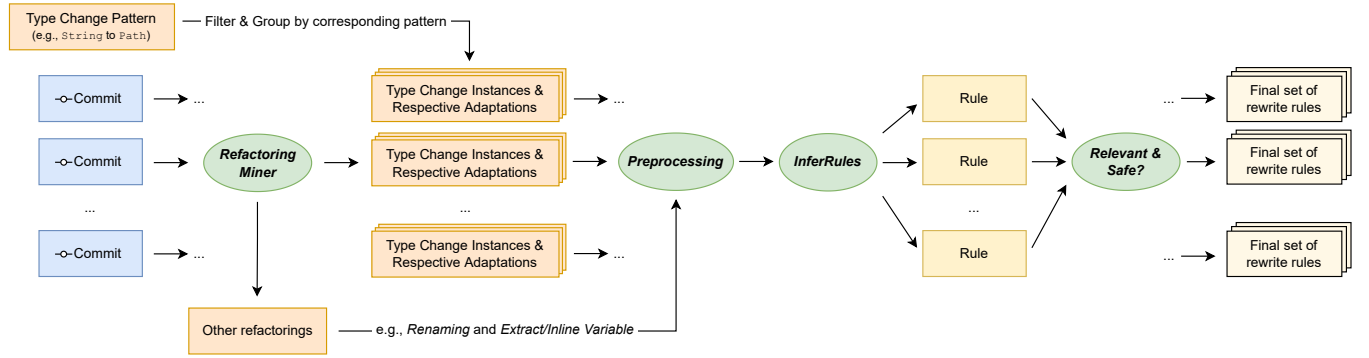 Type Change Pattern
(e.g., String to Path)
Filter & Group by corresponding pattern
Commit
...
Type Change Instances &
Respective Adaptations
...
Rule
...
Final set of
rewrite rules
Commit
Refactoring
Miner
Type Change Instances &
Respective Adaptations
Preprocessing
InferRules
Rule
Relevant &
Safe?
Final set of
rewrite rules
...
...
...
...
Commit
...
Type Change Instances &
Respective Adaptations
...
Rule
...
Final set of
rewrite rules
Other refactorings
e.g., Renaming and Extract/Inline Variable